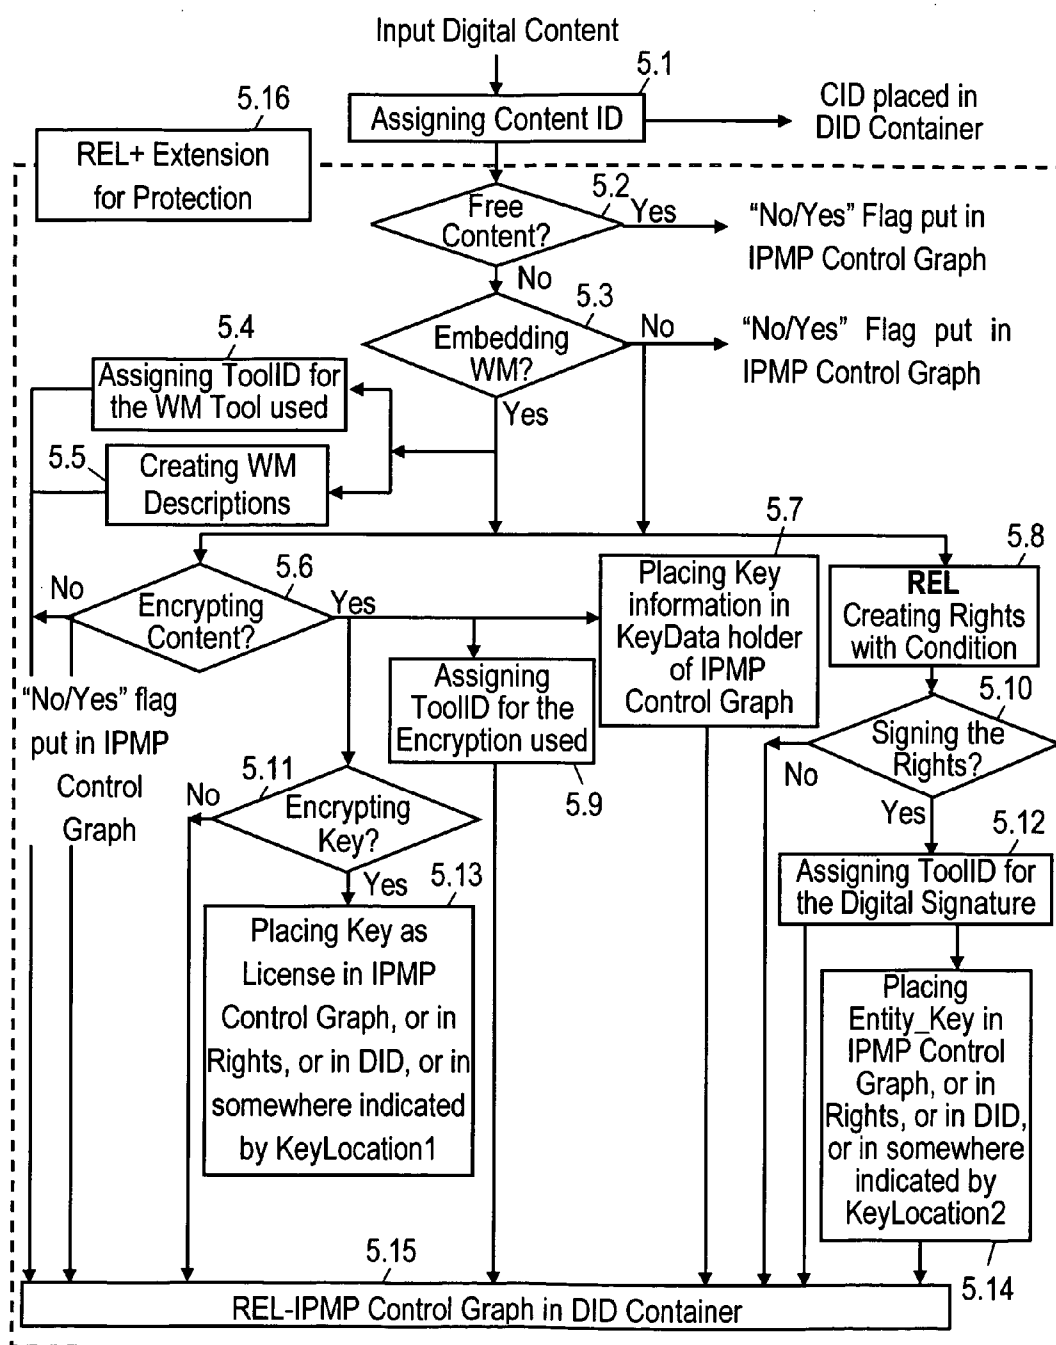 Input Digital Content
5.1
Assigning Content ID
CID placed in
DID Container
5.16
REL+ Extension
for Protection
5.2
Free
Content?
Yes
"No/Yes" Flag put in
IPMP Control Graph
No
5.3
Embedding
WM?
No
"No/Yes" Flag put in
IPMP Control Graph
Yes
5.4
Assigning ToolID for
the WM Tool used
5.5
Creating WM
Descriptions
5.6
Encrypting
Content?
No
Yes
"No/Yes" flag
put in IPMP
Control
Graph
5.7
Placing Key
information in
KeyData holder
of IPMP
Control Graph
5.8
REL
Creating Rights
with Condition
Assigning
ToolID for the
Encryption used
5.9
5.10
Signing the
Rights?
No
Yes
5.11
Encrypting
Key?
No
Yes
5.12
Assigning ToolID for
the Digital Signature
5.13
Placing Key as
License in IPMP
Control Graph, or in
Rights, or in DID, or in
somewhere indicated
by KeyLocation1
Placing
Entity_Key in
IPMP Control
Graph, or in
Rights, or in DID,
or in somewhere
indicated by
KeyLocation2
5.14
5.15
REL-IPMP Control Graph in DID Container